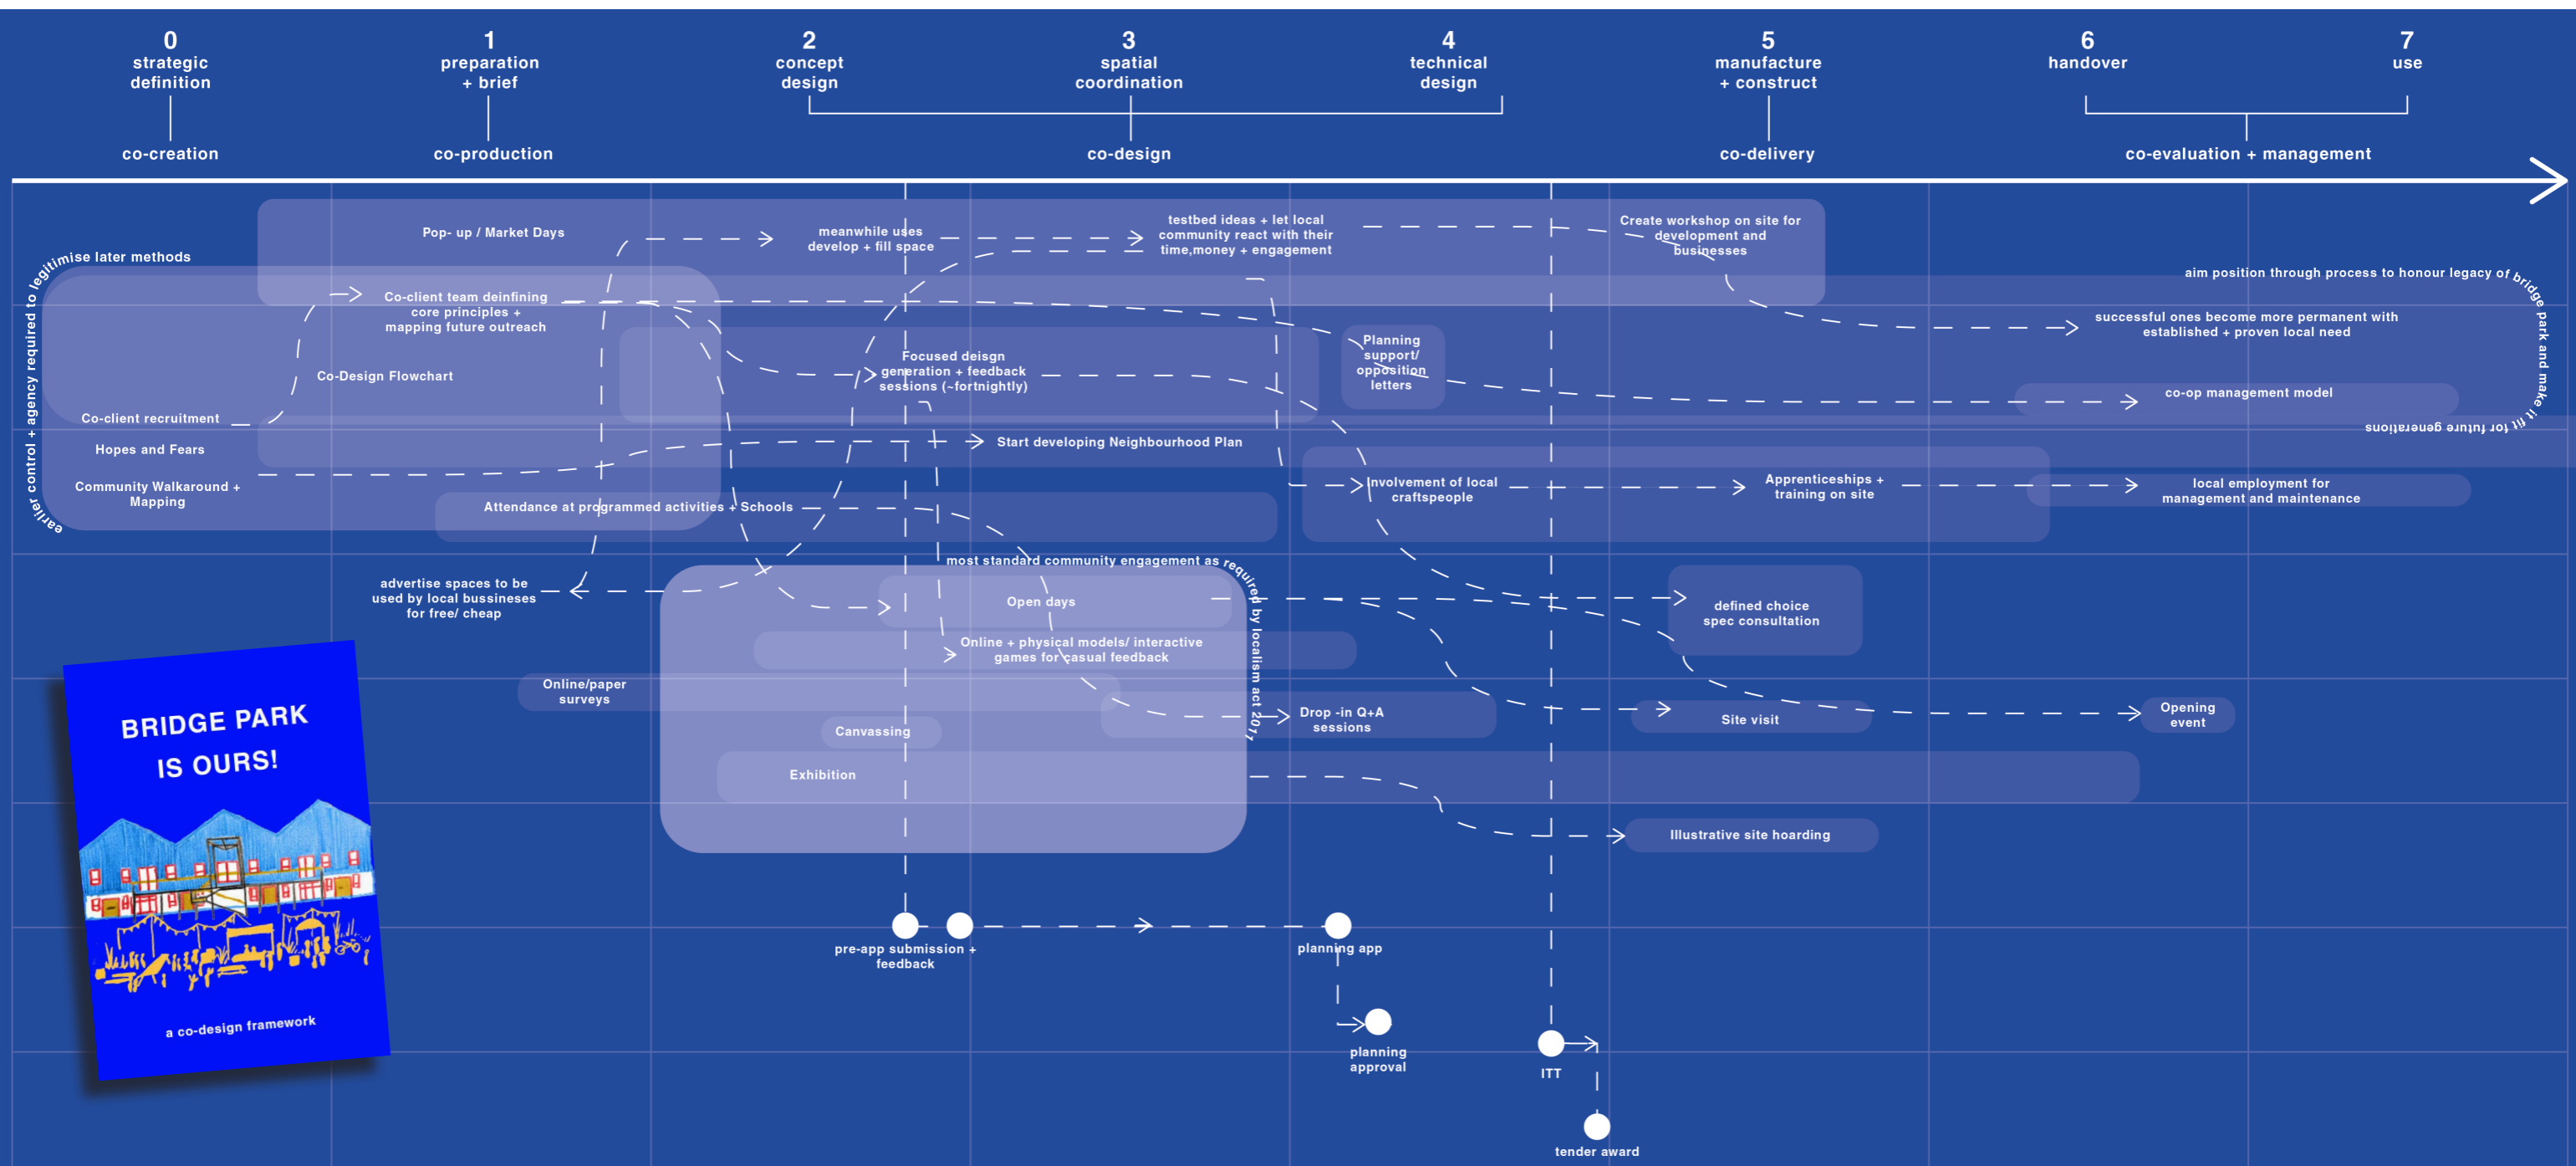 0
strategic
definition
1
preparation
+ brief
2
concept
design
3
spatial
coordination
4
technical
design
5
manufacture
+ construct
6
handover
7
use
co-creation
co-production
co-design
co-delivery
co-evaluation + management
earlier control + agency required to legitimise later methods
Pop- up / Market Days
meanwhile uses
develop + fill space
testbed ideas + let local
community react with their
time,money + engagement
Create workshop on site for
development and
businesses
aim position through process to honour legacy of bridge park and make it fit for future generations
Co-client team deinfining
core principles +
mapping future outreach
successful ones become more permanent with
established + proven local need
Planning
support/
opposition
letters
Focused deisgn
generation + feedback
sessions (~fortnightly)
Co-Design Flowchart
co-op management model
Co-client recruitment
Hopes and Fears
Start developing Neighbourhood Plan
Community Walkaround +
Mapping
Involvement of local
craftspeople
Apprenticeships +
training on site
local employment for
management and maintenance
Attendance at programmed activities + Schools
most standard community engagement as required by localism act 2011
advertise spaces to be
used by local bussineses
for free/ cheap
Open days
defined choice
spec consultation
Online + physical models/ interactive
games for casual feedback
Online/paper
surveys
Drop -in Q+A
sessions
Site visit
Opening
event
Canvassing
Exhibition
Illustrative site hoarding
BRIDGE PARK
IS OURS!
a co-design framework
pre-app submission +
feedback
planning app
planning
approval
ITT
tender award